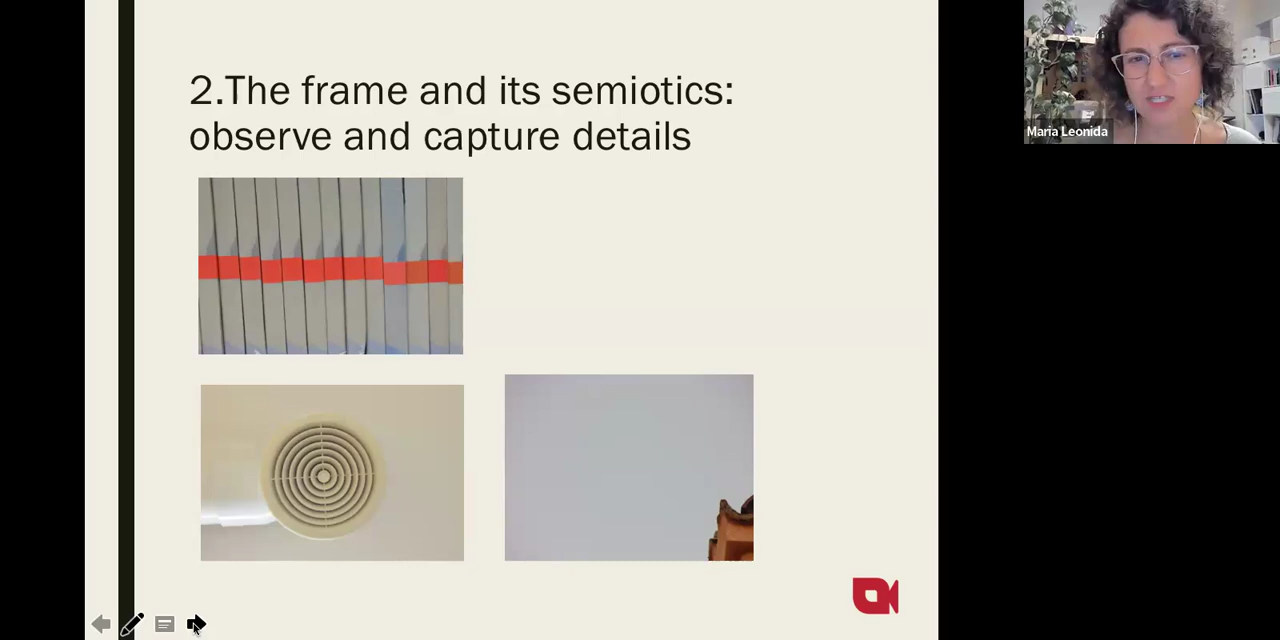 2.The frame and its semiotics:
observe and capture details
Maria Leonida